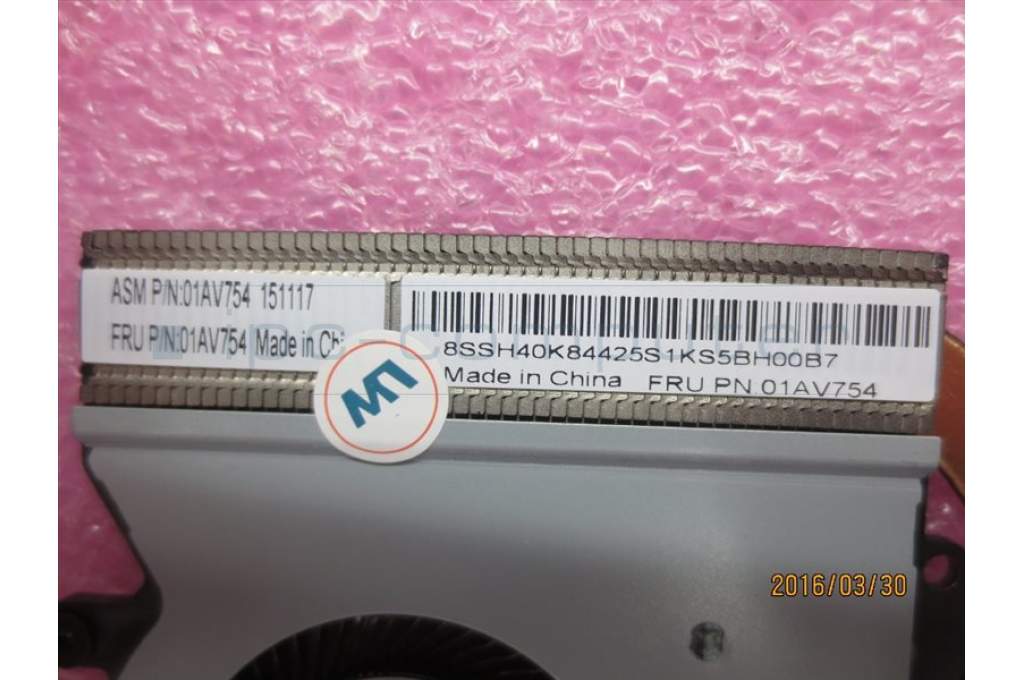 ASM P/N:01AV754 151117
FRU P/N:01AV754 Made in Chi
8SSH40K84425S1KS5BH00B7
Made in China FRU PN 01AV754
2016/03/30